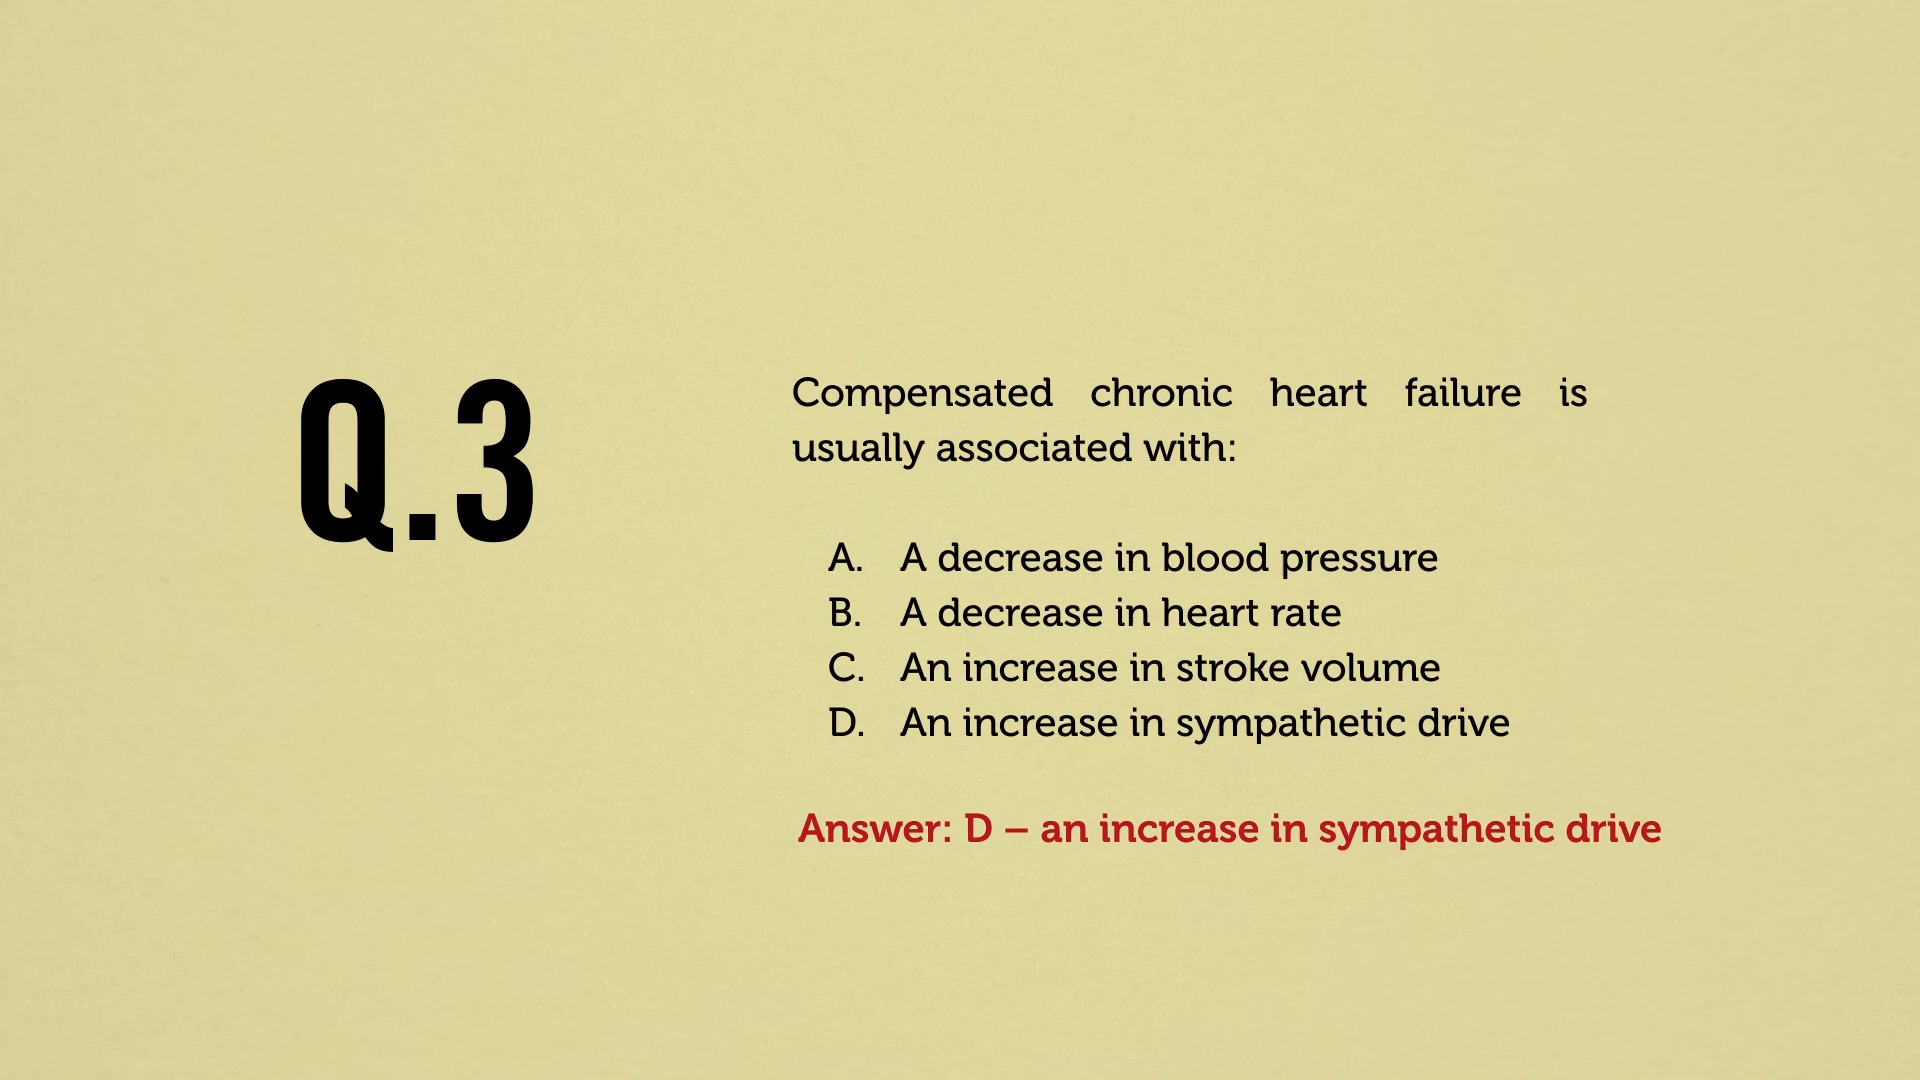 Q.3
Compensated chronic heart failure is
usually associated with:
A. A decrease in blood pressure
B. A decrease in heart rate
C. An increase in stroke volume
D. An increase in sympathetic drive
Answer: D – an increase in sympathetic drive